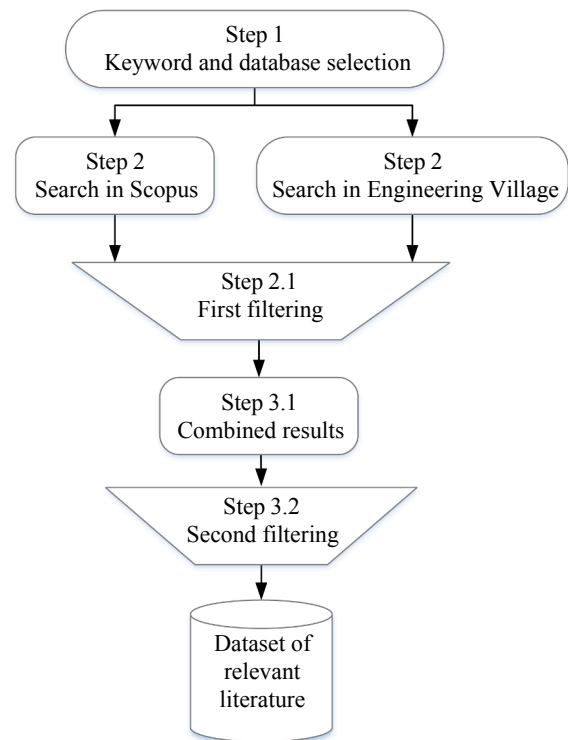 Step 1
Keyword and database selection
Step 2
Search in Scopus
Step 2
Search in Engineering Village
Step 2.1
First filtering
Step 3.1
Combined results
Step 3.2
Second filtering
Dataset of
relevant
literature